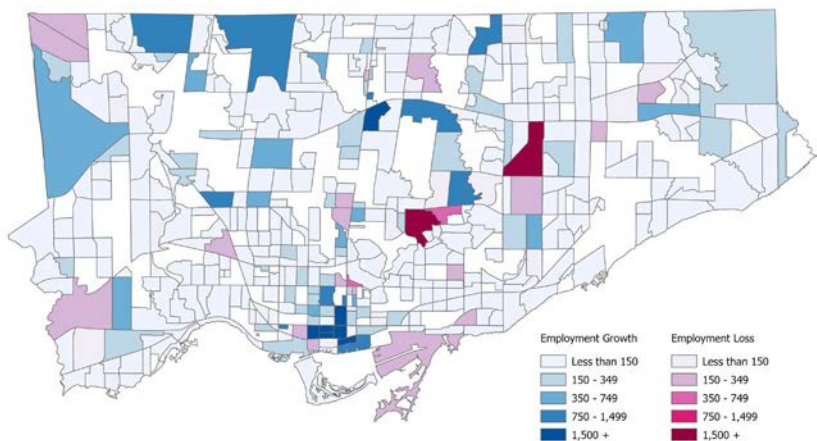 Employment Growth
Less than 150
150 - 349
350 - 749
750 - 1,499
1,500 +
Employment Loss
Less than 150
150 - 349
350 - 749
750 - 1,499
1,500 +